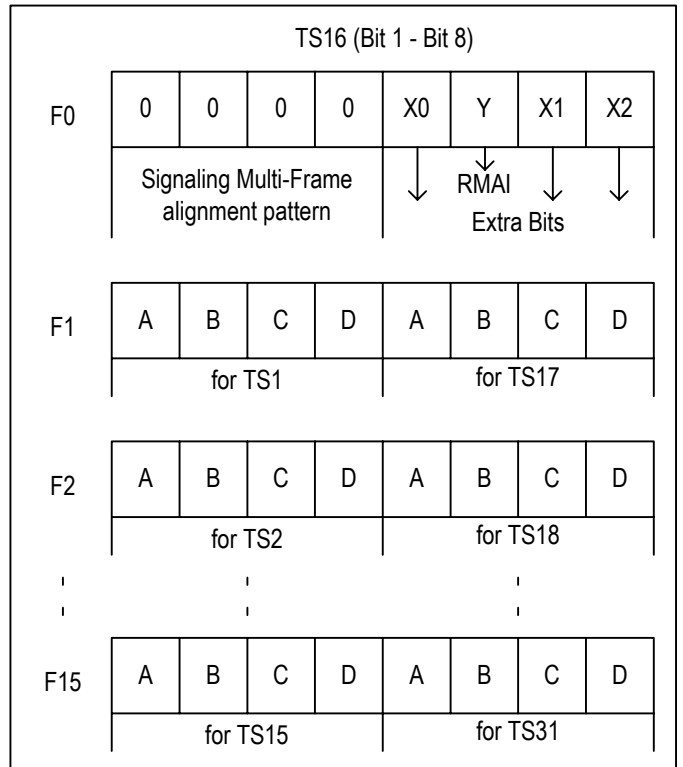 TS16 (Bit 1 - Bit 8)
F0 0 0 0 0 X0 Y X1 X2
Signaling Multi-Frame
alignment pattern
RMAI
Extra Bits
F1 A B C D A B C D
for TS1 for TS17
F2 A B C D A B C D
for TS2 for TS18
F15 A B C D A B C D
for TS15 for TS31